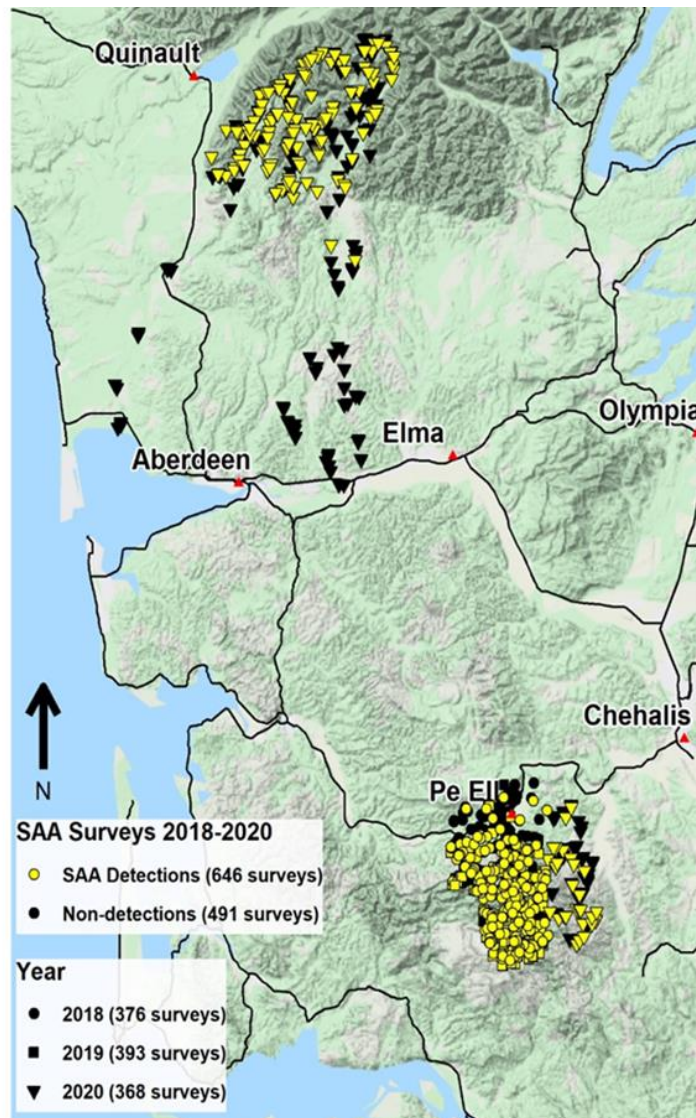 Quinault
Olympia
Elma
Aberdeen
Chehalis
Pe Ell
N
SAA Surveys 2018-2020
SAA Detections (646 surveys)
Non-detections (491 surveys)
Year
2018 (376 surveys)
2019 (393 surveys)
2020 (368 surveys)